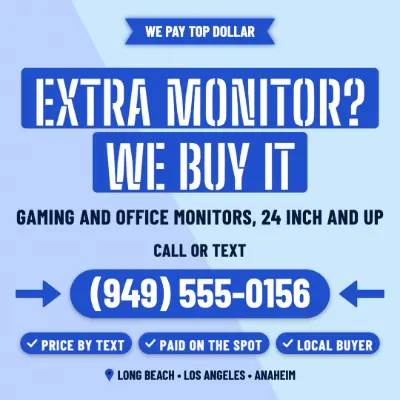 WE PAY TOP DOLLAR
EXTRA MONITOR?
WE BUY IT
GAMING AND OFFICE MONITORS, 24 INCH AND UP
CALL OR TEXT
(949) 555-0156
✓ PRICE BY TEXT ✓ PAID ON THE SPOT ✓ LOCAL BUYER
LONG BEACH • LOS ANGELES • ANAHEIM